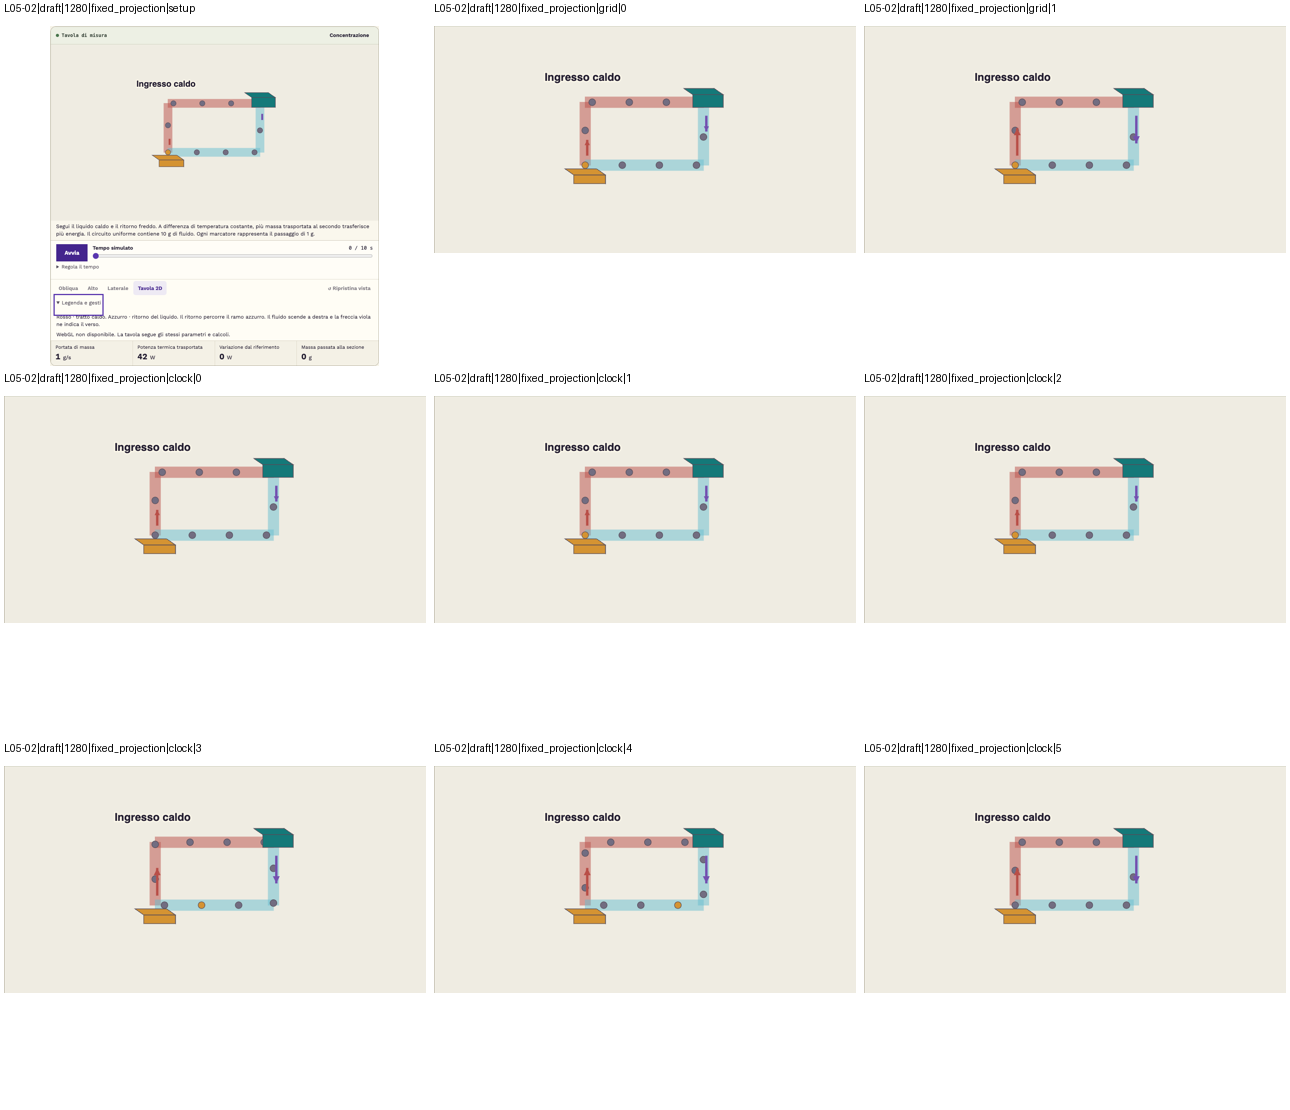 L05-02|draft|1280|fixed_projection|setup
Tavola di misura
Concentrazione
Ingresso caldo
Segui il liquido caldo e il ritorno freddo. A differenza di temperatura costante, più massa trasportata al secondo trasferisce
più energia. Il circuito uniforme contiene 10 g di fluido. Ogni marcatore rappresenta il passaggio di 1 g.
Avvia
Tempo simulato
0 / 10 s
Regola il tempo
Obliqua
Alto
Laterale
Tavola 2D
Ripristina vista
Legenda e gesti
Rosso · tratto caldo. Azzurro · ritorno del liquido. Il ritorno percorre il ramo azzurro. Il fluido scende a destra e la freccia viola
ne indica il verso.
WebGL non disponibile. La tavola segue gli stessi parametri e calcoli.
Portata di massa
1 g/s
Potenza termica trasportata
42 W
Variazione dal riferimento
0 W
Massa passata alla sezione
0 g
L05-02|draft|1280|fixed_projection|grid|0
Ingresso caldo
L05-02|draft|1280|fixed_projection|grid|1
Ingresso caldo
L05-02|draft|1280|fixed_projection|clock|0
Ingresso caldo
L05-02|draft|1280|fixed_projection|clock|1
Ingresso caldo
L05-02|draft|1280|fixed_projection|clock|2
Ingresso caldo
L05-02|draft|1280|fixed_projection|clock|3
Ingresso caldo
L05-02|draft|1280|fixed_projection|clock|4
Ingresso caldo
L05-02|draft|1280|fixed_projection|clock|5
Ingresso caldo